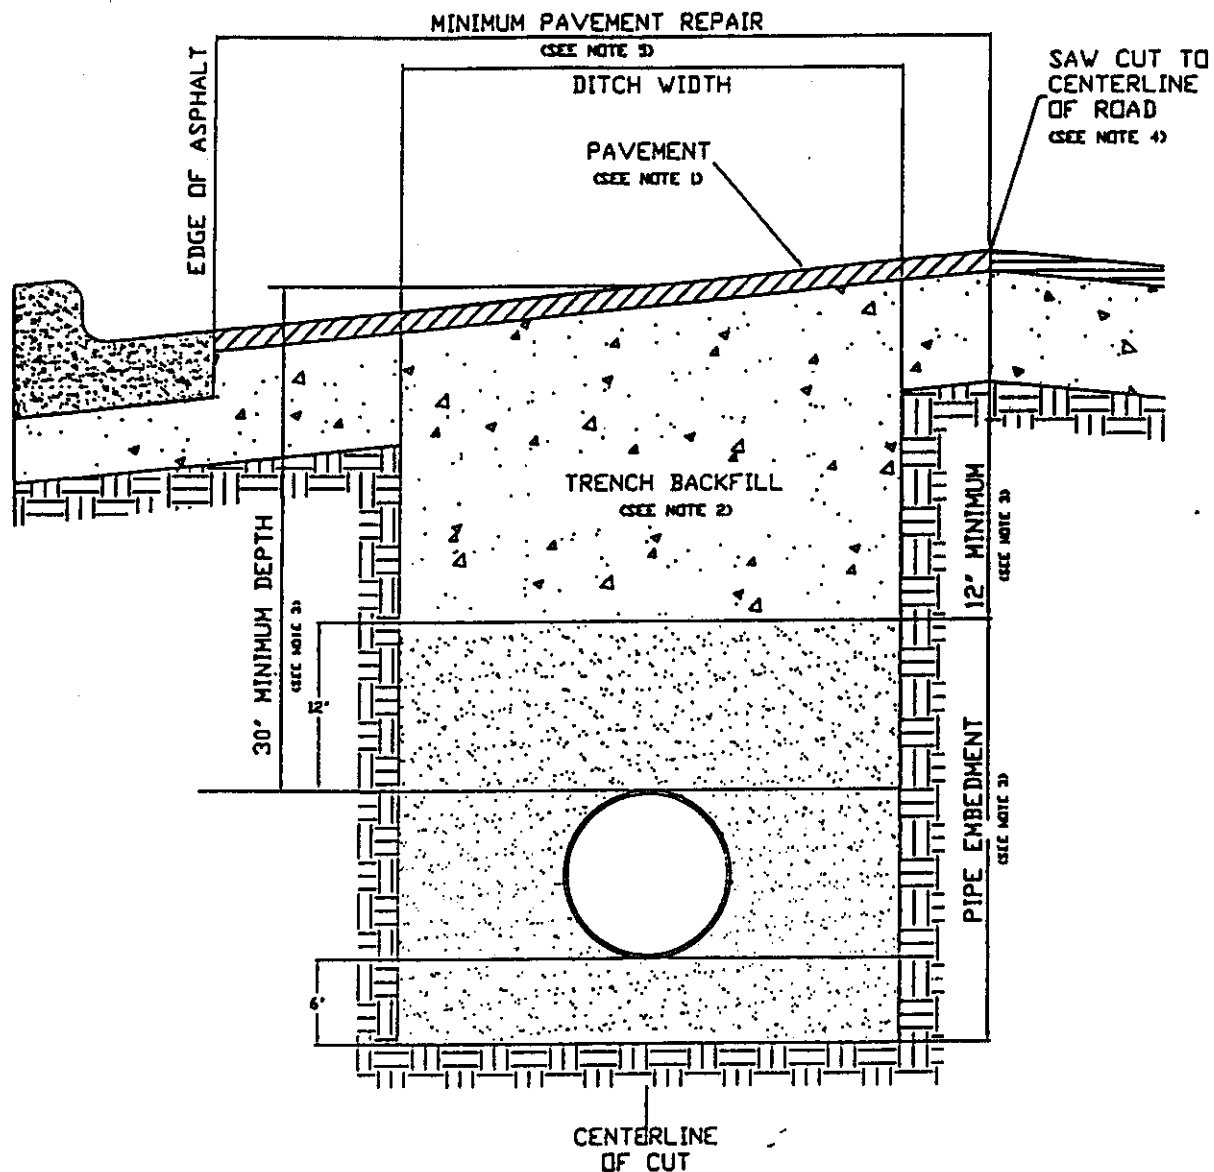 MINIMUM PAVEMENT REPAIR
(SEE NOTE 5)
DITCH WIDTH
EDGE OF ASPHALT
SAW CUT TO
CENTERLINE
OF ROAD
(SEE NOTE 4)
PAVEMENT
(SEE NOTE 1)
TRENCH BACKFILL
(SEE NOTE 2)
30" MINIMUM DEPTH
(SEE NOTE 3)
12" MINIMUM
(SEE NOTE 3)
12"
PIPE EMBEDMENT
(SEE NOTE 3)
6"
CENTERLINE
OF CUT